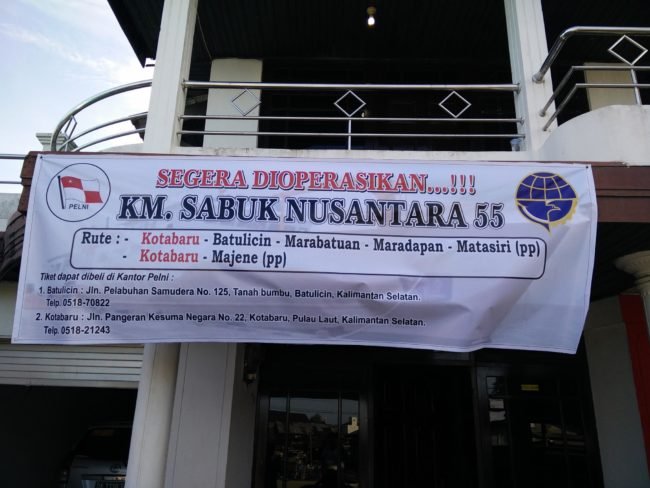 SEGERA DIOPERASIKAN...!!!
PELNI
KM. SABUK NUSANTARA 55
Rute : - Kotabaru - Batulicin - Marabatuan - Maradapan - Matasiri (pp)
- Kotabaru - Majene (pp)
Tiket dapat dibeli di Kantor Pelni :
1. Batulicin : Jln. Pelabuhan Samudera No. 125, Tanah bumbu, Batulicin, Kalimantan Selatan.
Telp. 0518-70822
2. Kotabaru : Jln. Pangeran Kesuma Negara No. 22, Kotabaru, Pulau Laut, Kalimantan Selatan.
Telp. 0518-21243